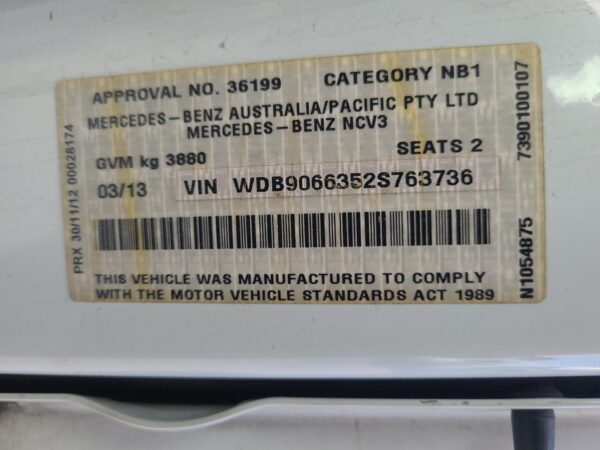 APPROVAL NO. 36199 CATEGORY NB1
MERCEDES-BENZ AUSTRALIA/PACIFIC PTY LTD
MERCEDES-BENZ NCV3
GVM kg 3880 SEATS 2
03/13 VIN WDB9066352S763736
THIS VEHICLE WAS MANUFACTURED TO COMPLY
WITH THE MOTOR VEHICLE STANDARDS ACT 1989
PRX 30/11/12 00028174
N1054875 7390100107